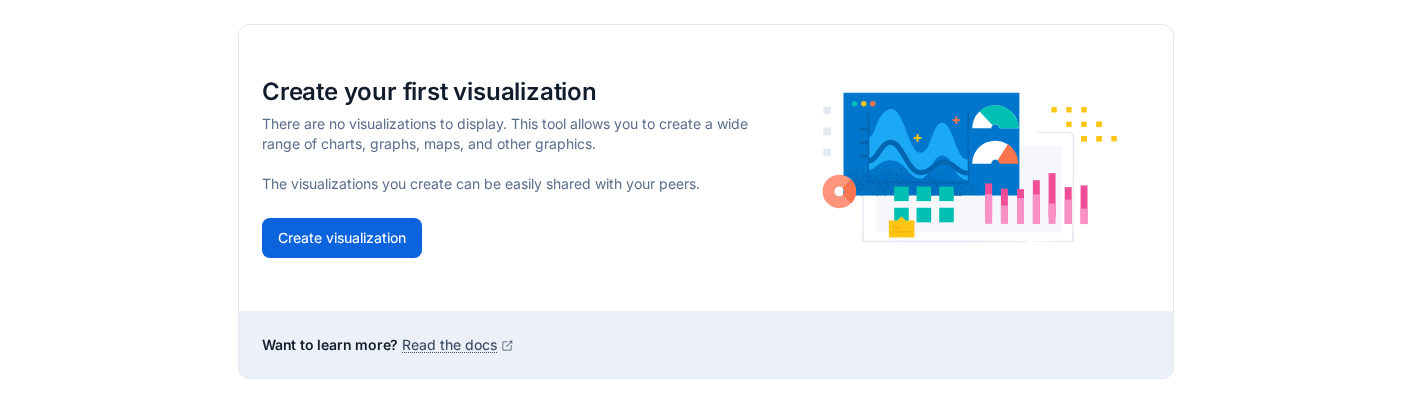 Create your first visualization
There are no visualizations to display. This tool allows you to create a wide
range of charts, graphs, maps, and other graphics.
The visualizations you create can be easily shared with your peers.
Create visualization
Want to learn more? Read the docs